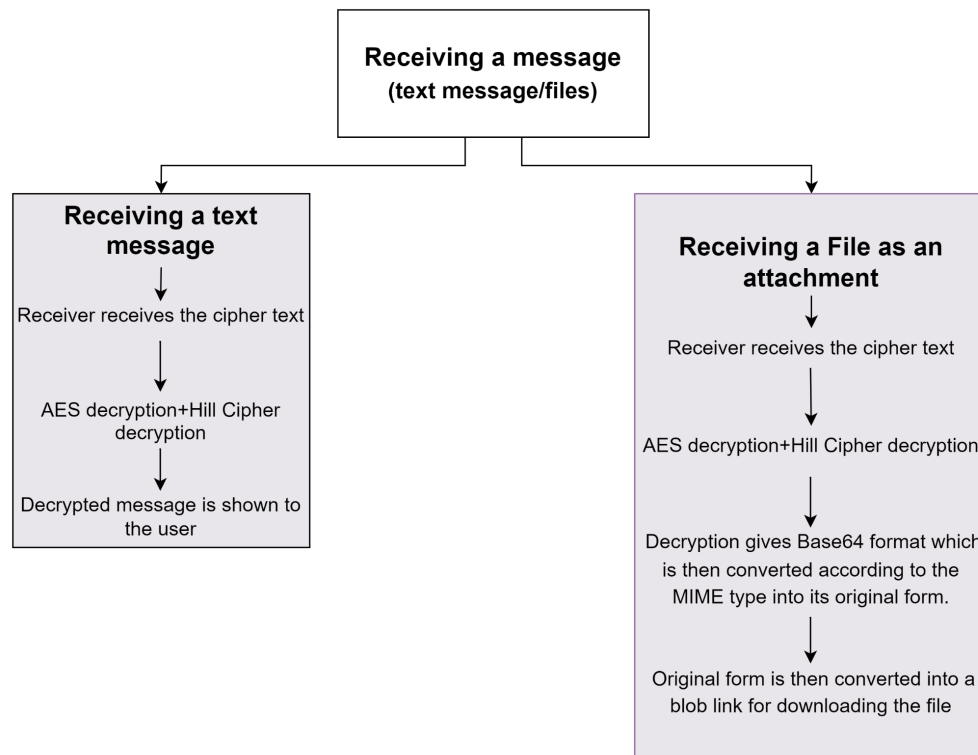 Receiving a message
(text message/files)
Receiving a text
message
Receiver receives the cipher text
AES decryption+Hill Cipher
decryption
Decrypted message is shown to
the user
Receiving a File as an
attachment
Receiver receives the cipher text
AES decryption+Hill Cipher decryption
Decryption gives Base64 format which
is then converted according to the
MIME type into its original form.
Original form is then converted into a
blob link for downloading the file